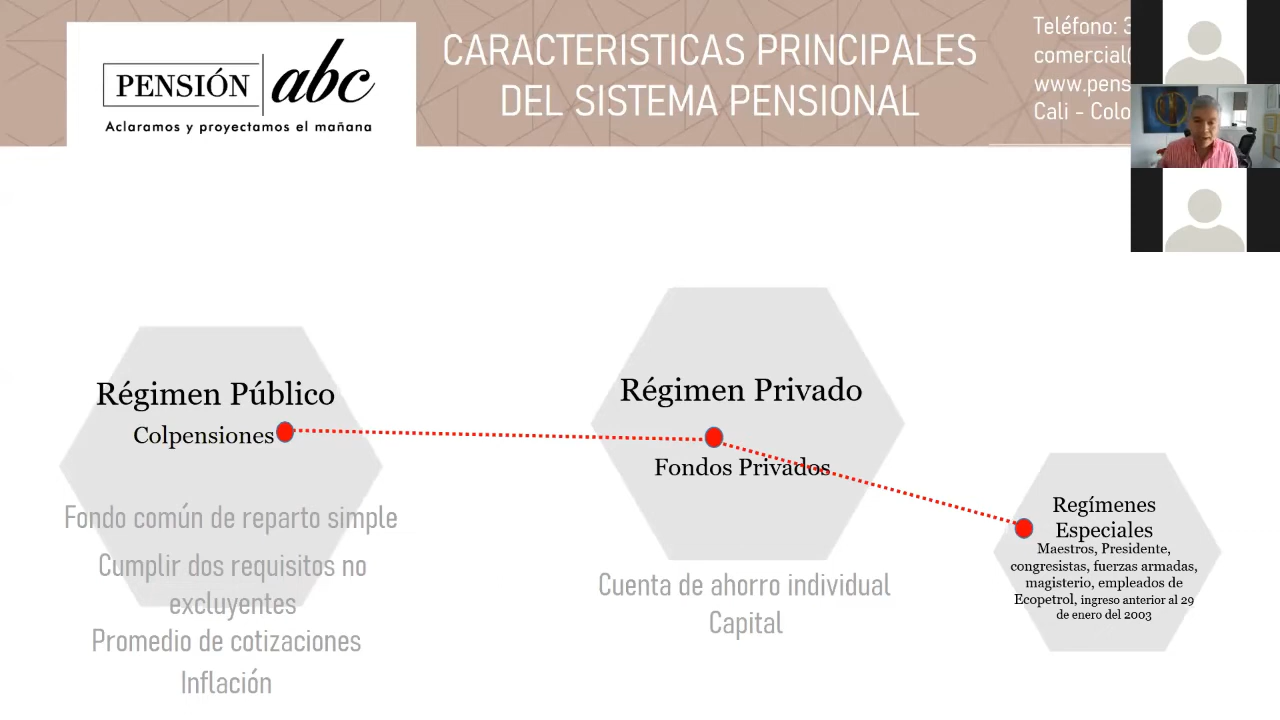 PENSIÓN abc
Aclaramos y proyectamos el mañana
CARACTERISTICAS PRINCIPALES
DEL SISTEMA PENSIONAL
Teléfono: 3
comercial@
www.pens
Cali - Colo
Régimen Público
Colpensiones
Fondo común de reparto simple
Cumplir dos requisitos no
excluyentes
Promedio de cotizaciones
Inflación
Régimen Privado
Fondos Privados
Cuenta de ahorro individual
Capital
Regímenes
Especiales
Maestros, Presidente,
congresistas, fuerzas armadas,
magisterio, empleados de
Ecopetrol, ingreso anterior al 29
de enero del 2003